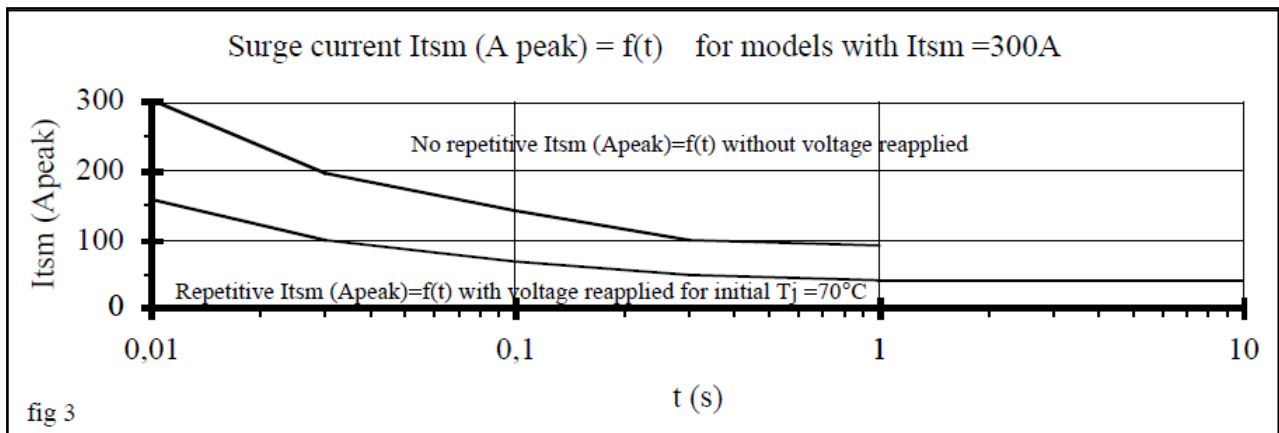 Surge current Itsm (A peak) = f(t) for models with Itsm =300A
Itsm (Apeak)
300
200
100
0
No repetitive Itsm (Apeak)=f(t) without voltage reapplied
Repetitive Itsm (Apeak)=f(t) with voltage reapplied for initial Tj =70°C
0,01
0,1
1
10
t (s)
fig 3